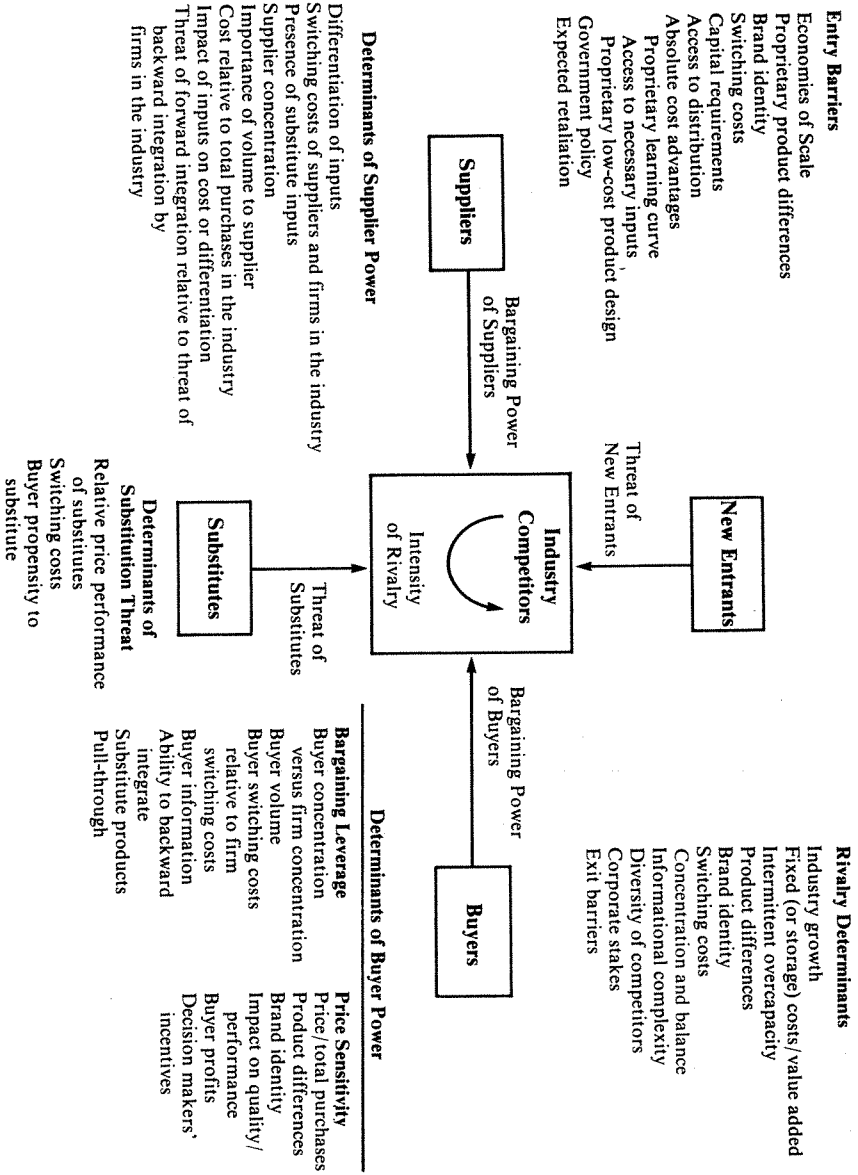 Entry Barriers
Economies of Scale
Proprietary product differences
Brand identity
Switching costs
Capital requirements
Access to distribution
Absolute cost advantages
Proprietary learning curve
Access to necessary inputs
Proprietary low-cost product design
Government policy
Expected retaliation
New Entrants
Threat of
New Entrants
Rivalry Determinants
Industry growth
Fixed (or storage) costs/value added
Intermittent overcapacity
Product differences
Brand identity
Switching costs
Concentration and balance
Informational complexity
Diversity of competitors
Corporate stakes
Exit barriers
Suppliers
Bargaining Power
of Suppliers
Industry
Competitors
Intensity
of Rivalry
Bargaining Power
of Buyers
Buyers
Determinants of Supplier Power
Differentiation of inputs
Switching costs of suppliers and firms in the industry
Presence of substitute inputs
Supplier concentration
Importance of volume to supplier
Cost relative to total purchases in the industry
Impact of inputs on cost or differentiation
Threat of forward integration relative to threat of
backward integration by
firms in the industry
Threat of
Substitutes
Substitutes
Determinants of
Substitution Threat
Relative price performance
of substitutes
Switching costs
Buyer propensity to
substitute
Determinants of Buyer Power
Bargaining Leverage
Buyer concentration
versus firm concentration
Buyer volume
Buyer switching costs
relative to firm
switching costs
Buyer information
Ability to backward
integrate
Substitute products
Pull-through
Price Sensitivity
Price/total purchases
Product differences
Brand identity
Impact on quality/
performance
Buyer profits
Decision makers'
incentives